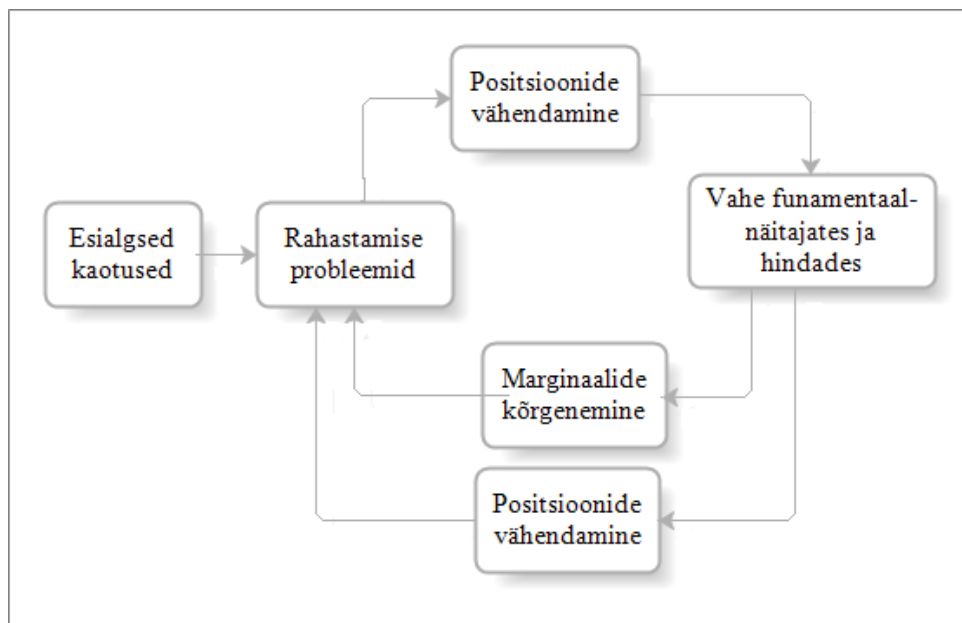 Positsioonide
vähendamine
Vahe funamentaal-
näitajates ja
hindades
Esialgsed
kaotused
Rahastamise
probleemid
Marginaalide
kõrgenemine
Positsioonide
vähendamine